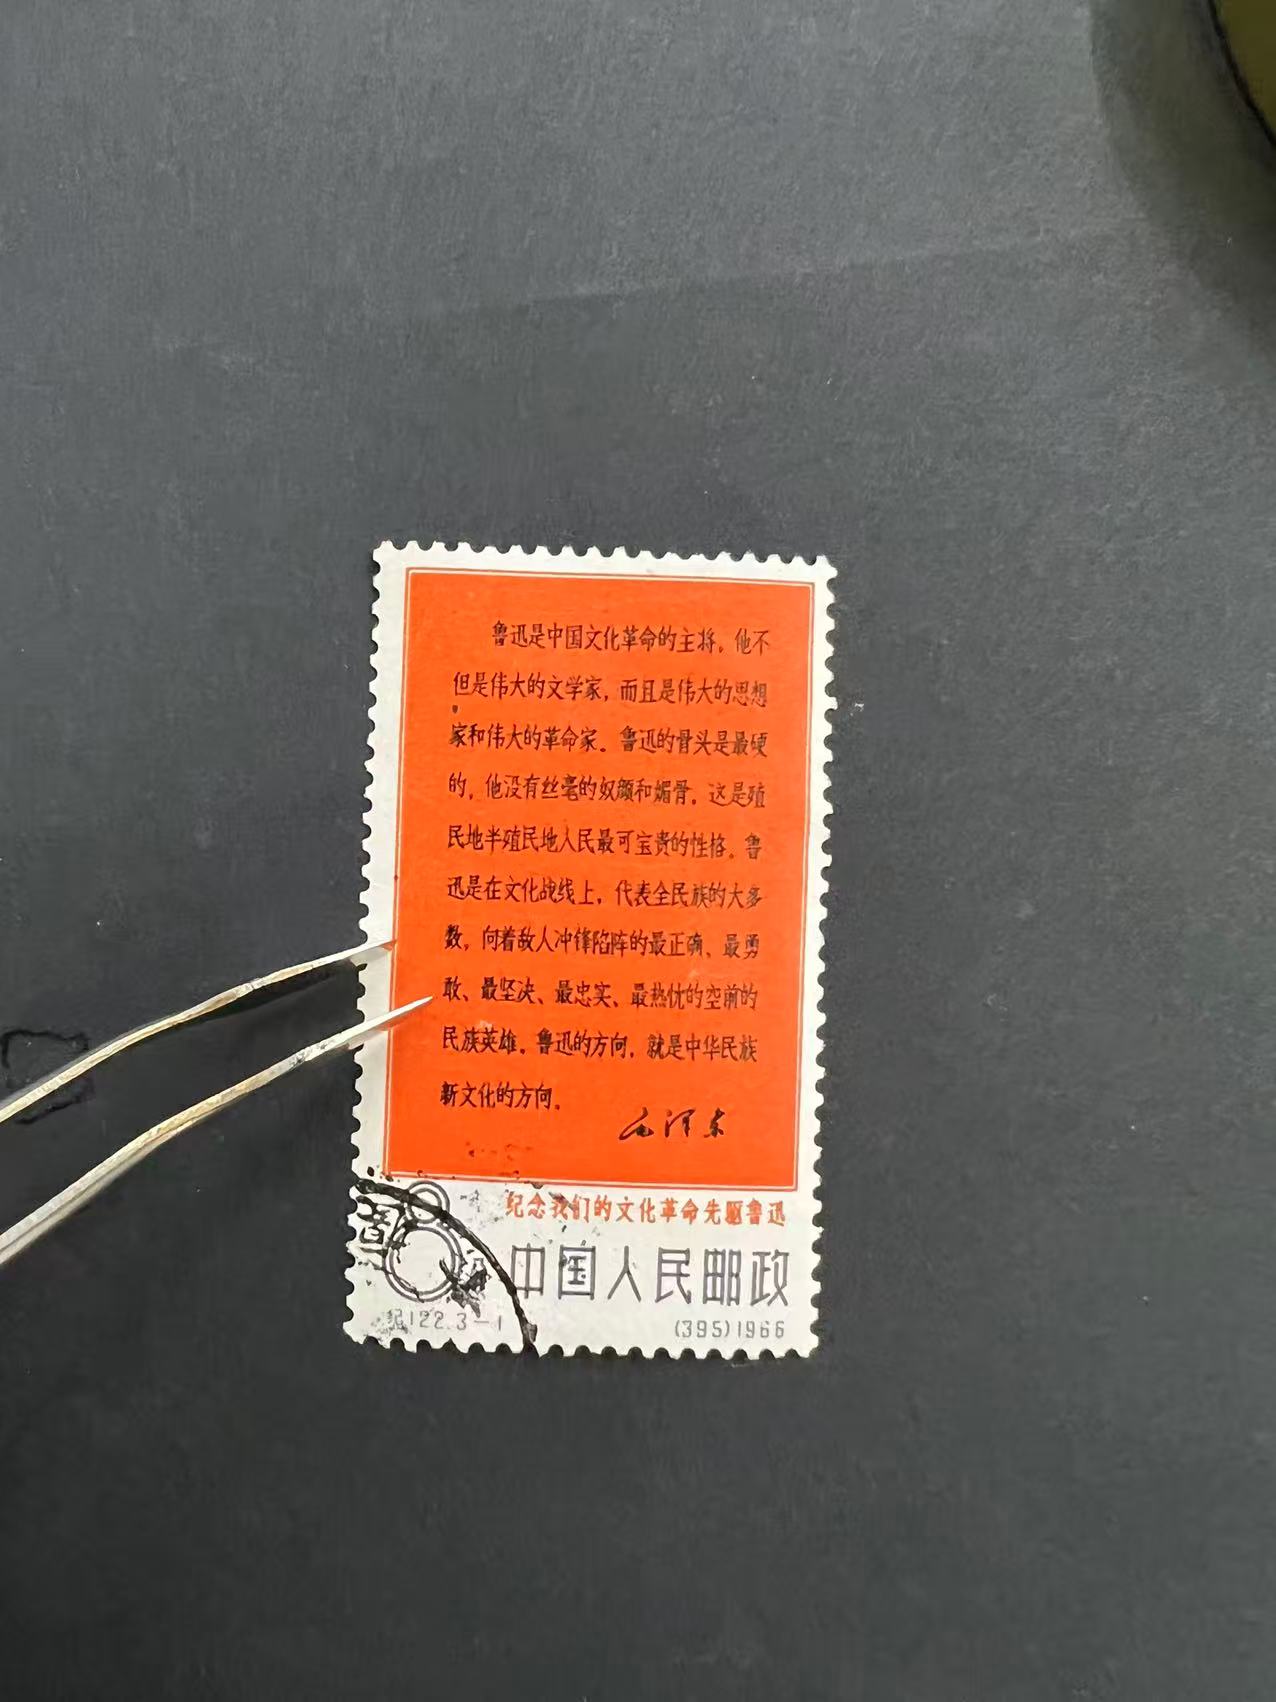 鲁迅是中国文化革命的主将。他不
但是伟大的文学家，而且是伟大的思想
家和伟大的革命家。鲁迅的骨头是最硬
的，他没有丝毫的奴颜和媚骨。这是殖
民地半殖民地人民最可宝贵的性格。鲁
迅是在文化战线上，代表全民族的大多
数，向着敌人冲锋陷阵的最正确、最勇
敢、最坚决、最忠实、最热忱的空前的
民族英雄。鲁迅的方向，就是中华民族
新文化的方向。
毛泽东
纪念我们的文化革命先驱鲁迅
8
中国人民邮政
纪122.3-1
(395)1966